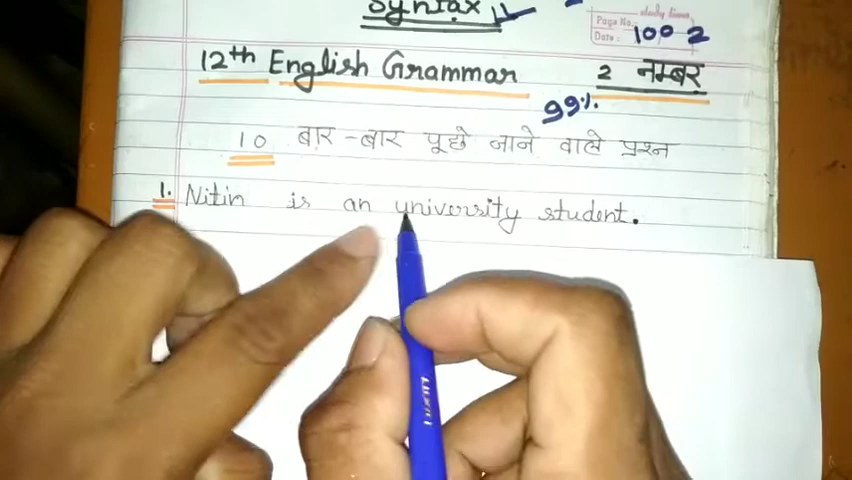 Syntax
Page No.:
Date: 100 2
12th English Grammar 2 नम्बर
99%.
10 बार-बार पूछे जाने वाले प्रश्न
1. Nitin is an university student.
LUXOR